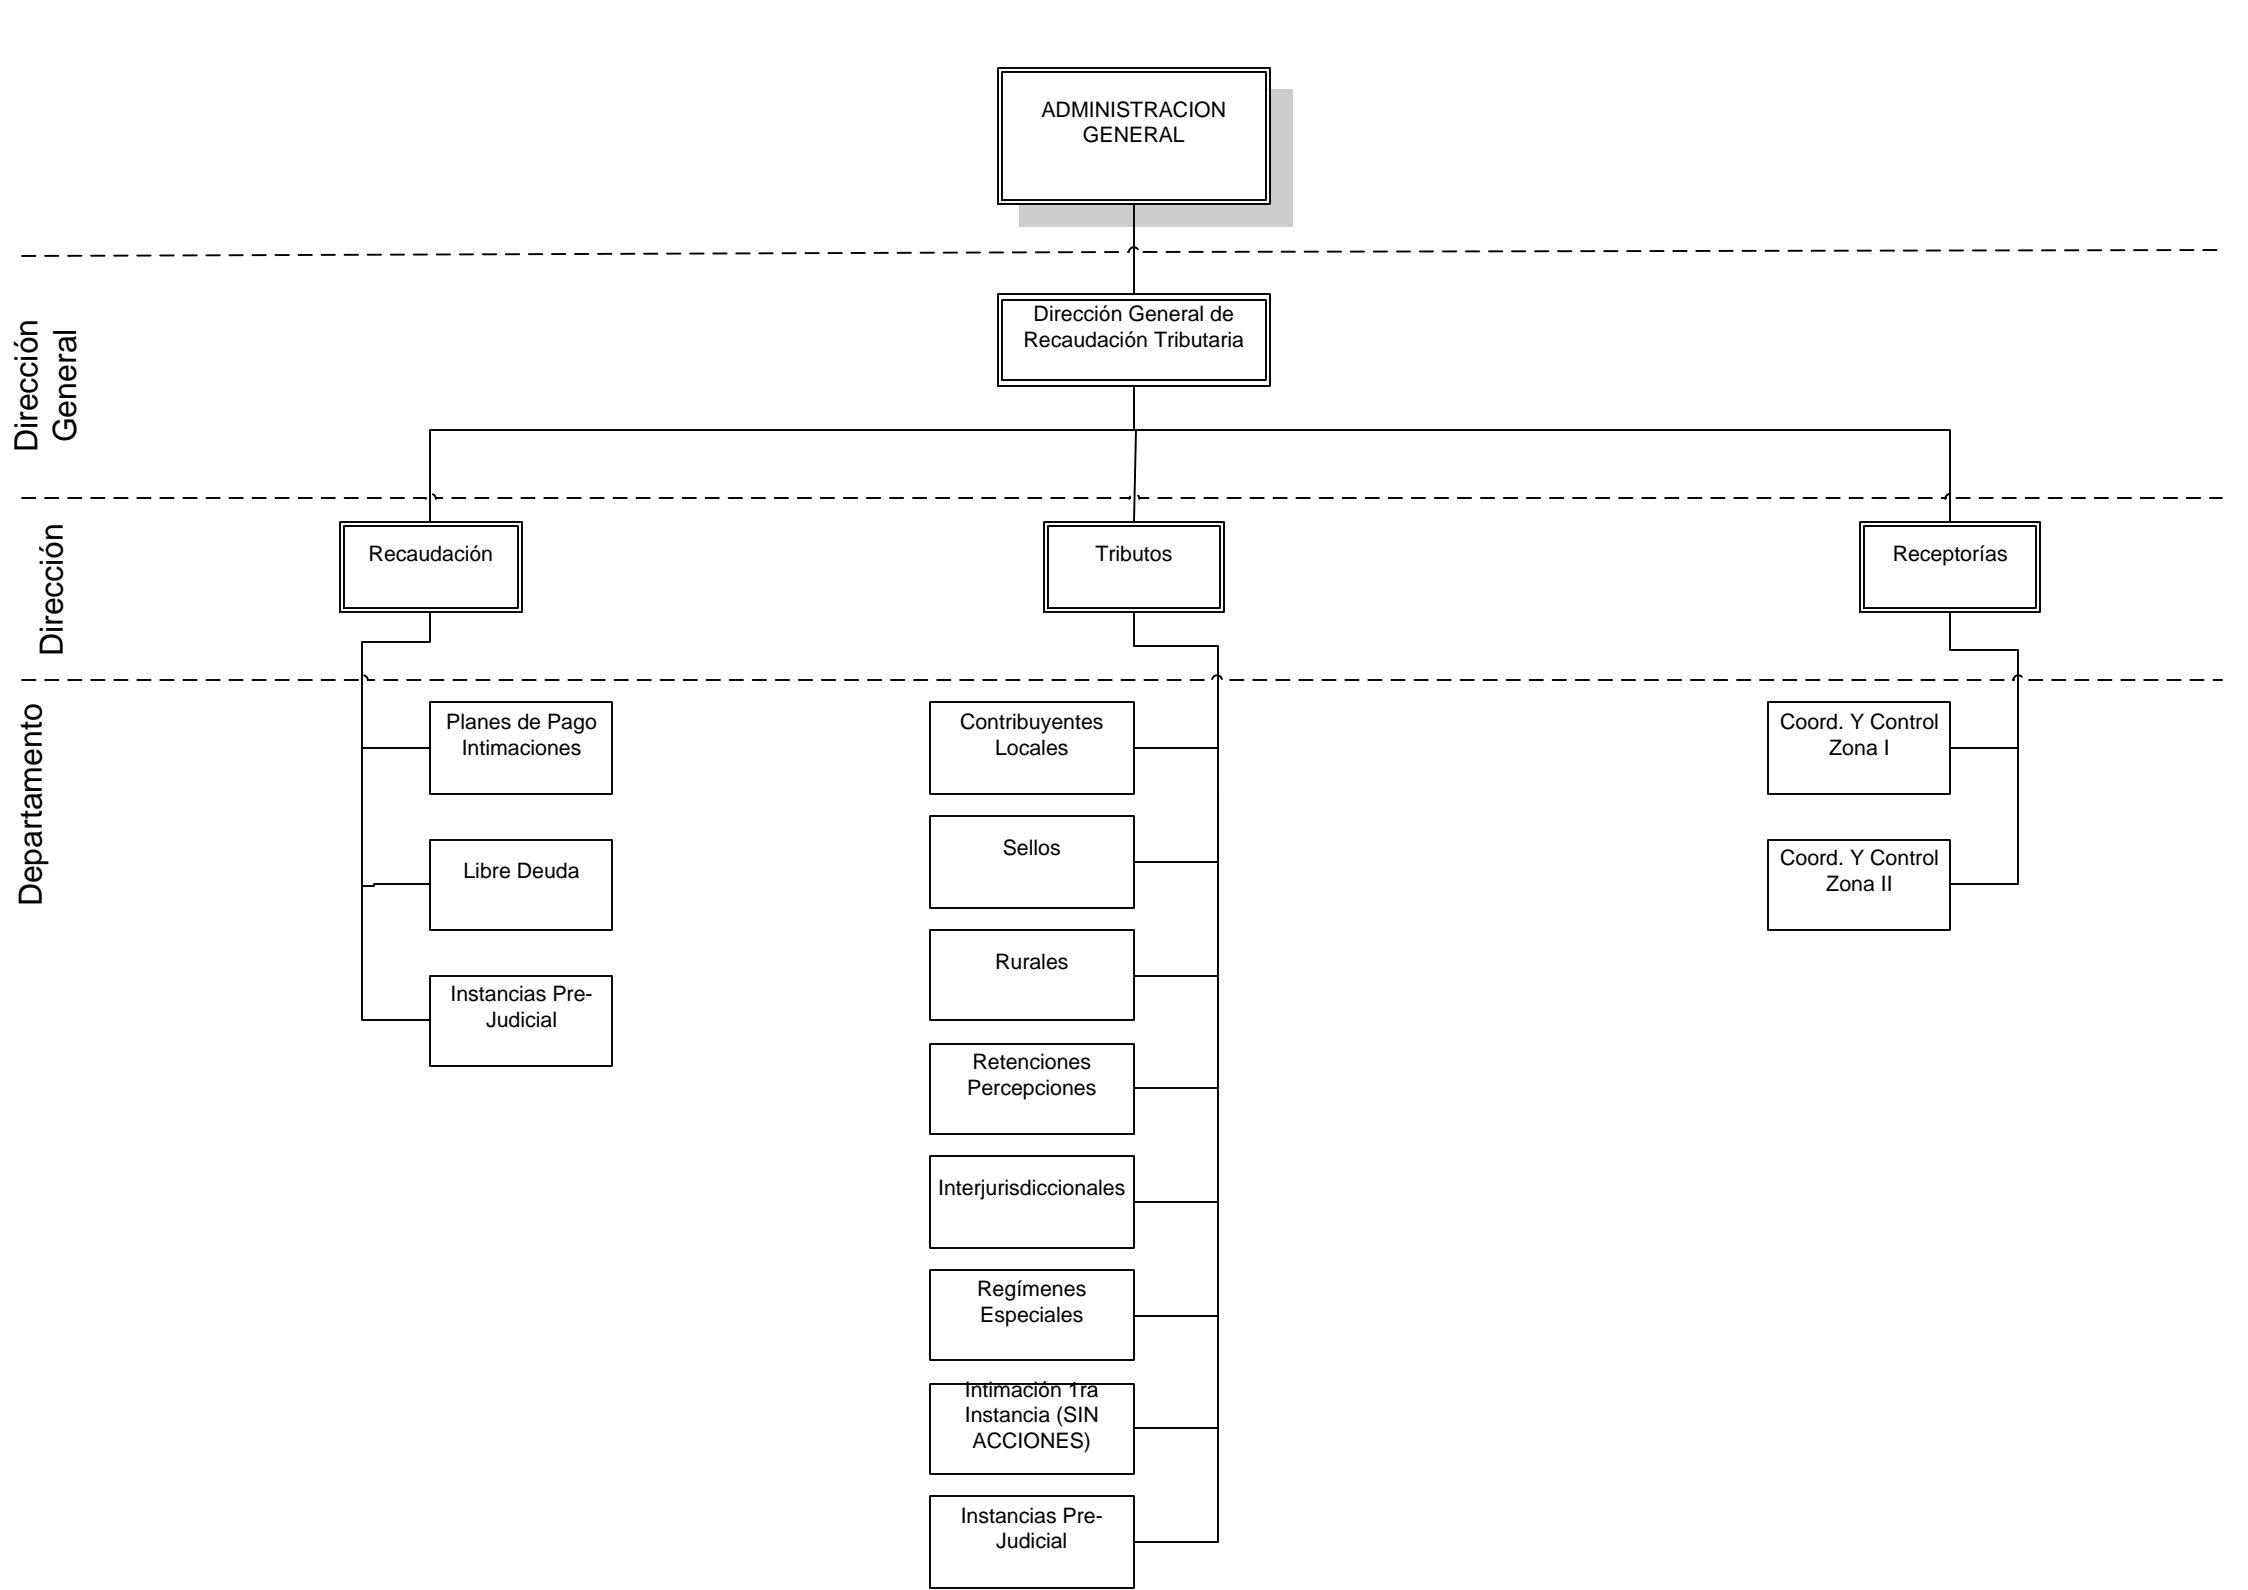 ADMINISTRACION
GENERAL
Dirección
General
Dirección General de
Recaudación Tributaria
Dirección
Recaudación
Tributos
Receptorías
Departamento
Planes de Pago
Intimaciones
Libre Deuda
Instancias Pre-
Judicial
Contribuyentes
Locales
Sellos
Rurales
Retenciones
Percepciones
Interjurisdiccionales
Regímenes
Especiales
Intimación 1ra
Instancia (SIN
ACCIONES)
Instancias Pre-
Judicial
Coord. Y Control
Zona I
Coord. Y Control
Zona II